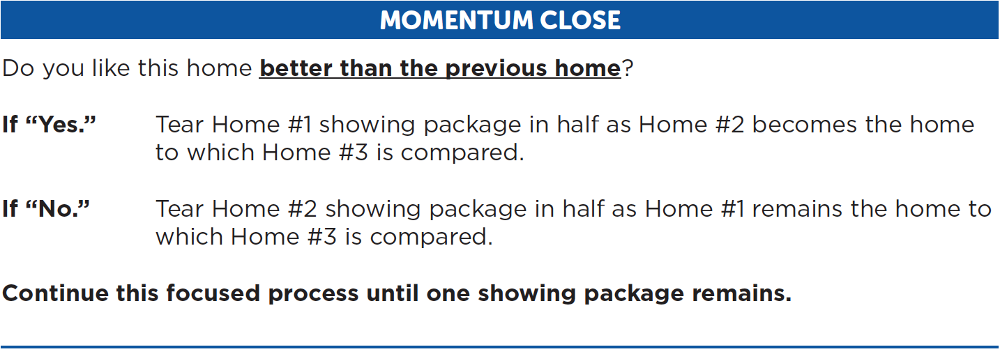 MOMENTUM CLOSE
Do you like this home better than the previous home?
If “Yes.” Tear Home #1 showing package in half as Home #2 becomes the home
to which Home #3 is compared.
If “No.” Tear Home #2 showing package in half as Home #1 remains the home to
which Home #3 is compared.
Continue this focused process until one showing package remains.